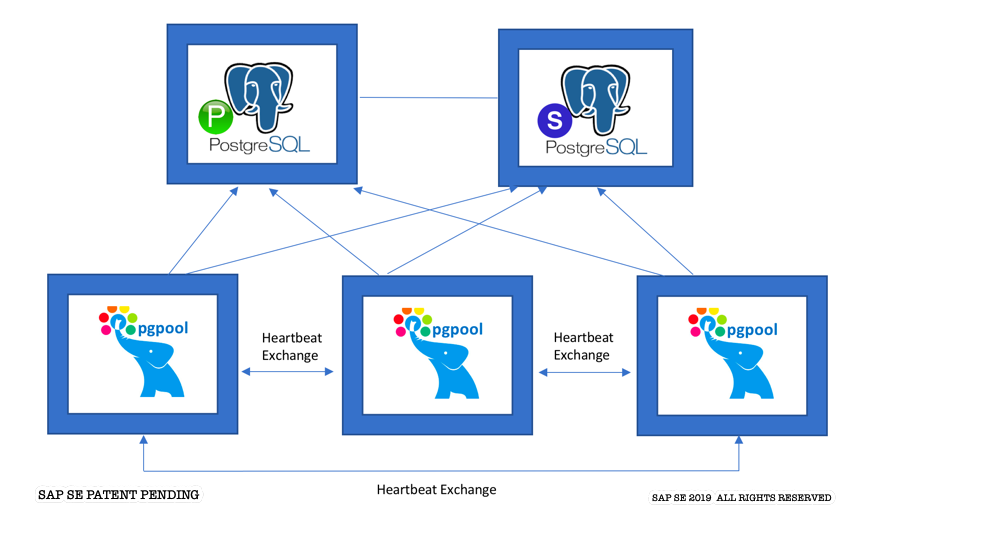 P
PostgreSQL
S
PostgreSQL
pgpool
Heartbeat
Exchange
pgpool
Heartbeat
Exchange
pgpool
Heartbeat Exchange
SAP SE PATENT PENDING
SAP SE 2019 ALL RIGHTS RESERVED